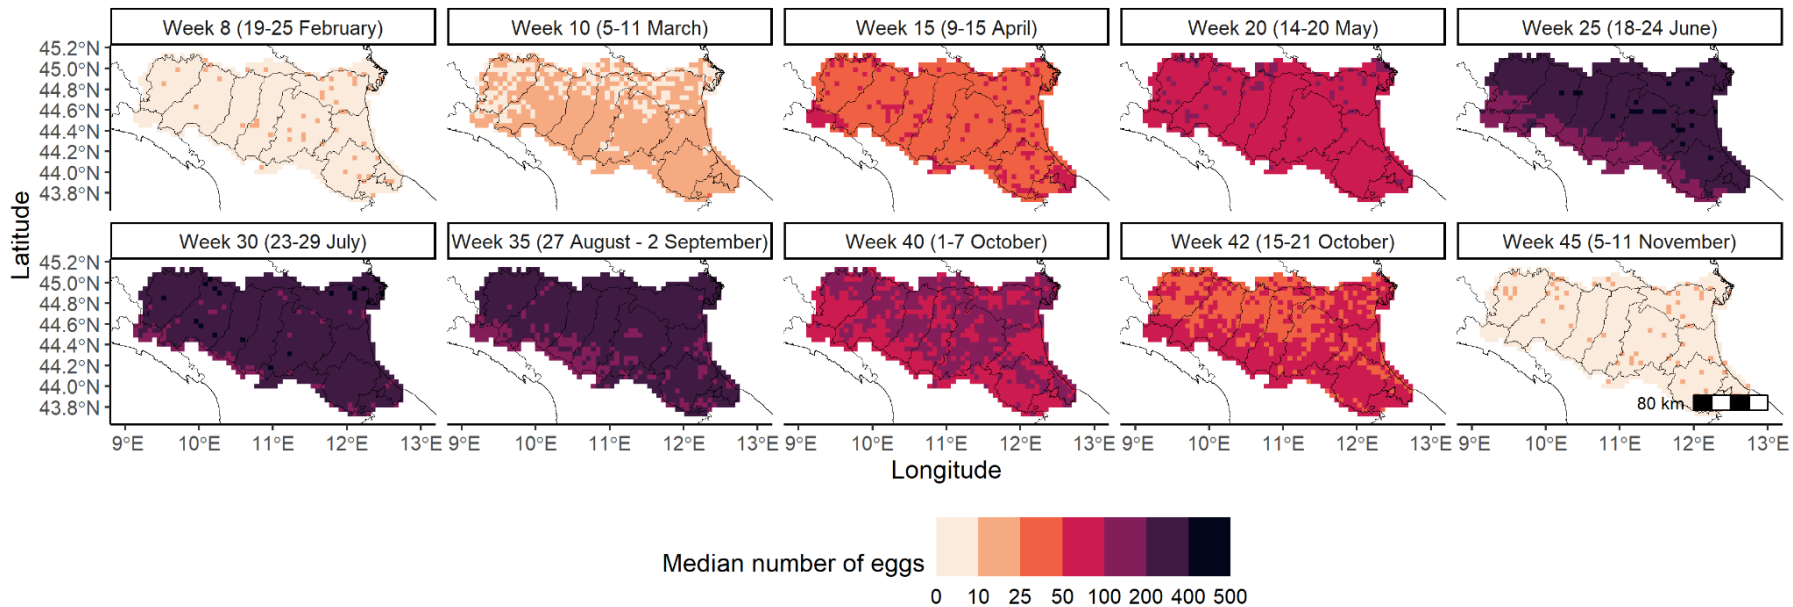 Week 8 (19-25 February)
Week 10 (5-11 March)
Week 15 (9-15 April)
Week 20 (14-20 May)
Week 25 (18-24 June)
45.2°N
45.0°N
44.8°N
44.6°N
44.4°N
44.2°N
44.0°N
43.8°N
Latitude
Week 30 (23-29 July)
Week 35 (27 August - 2 September)
Week 40 (1-7 October)
Week 42 (15-21 October)
Week 45 (5-11 November)
45.2°N
45.0°N
44.8°N
44.6°N
44.4°N
44.2°N
44.0°N
43.8°N
80 km
9°E 10°E 11°E 12°E 13°E
9°E 10°E 11°E 12°E 13°E
9°E 10°E 11°E 12°E 13°E
9°E 10°E 11°E 12°E 13°E
9°E 10°E 11°E 12°E 13°E
Longitude
Median number of eggs
0 10 25 50 100 200 400 500